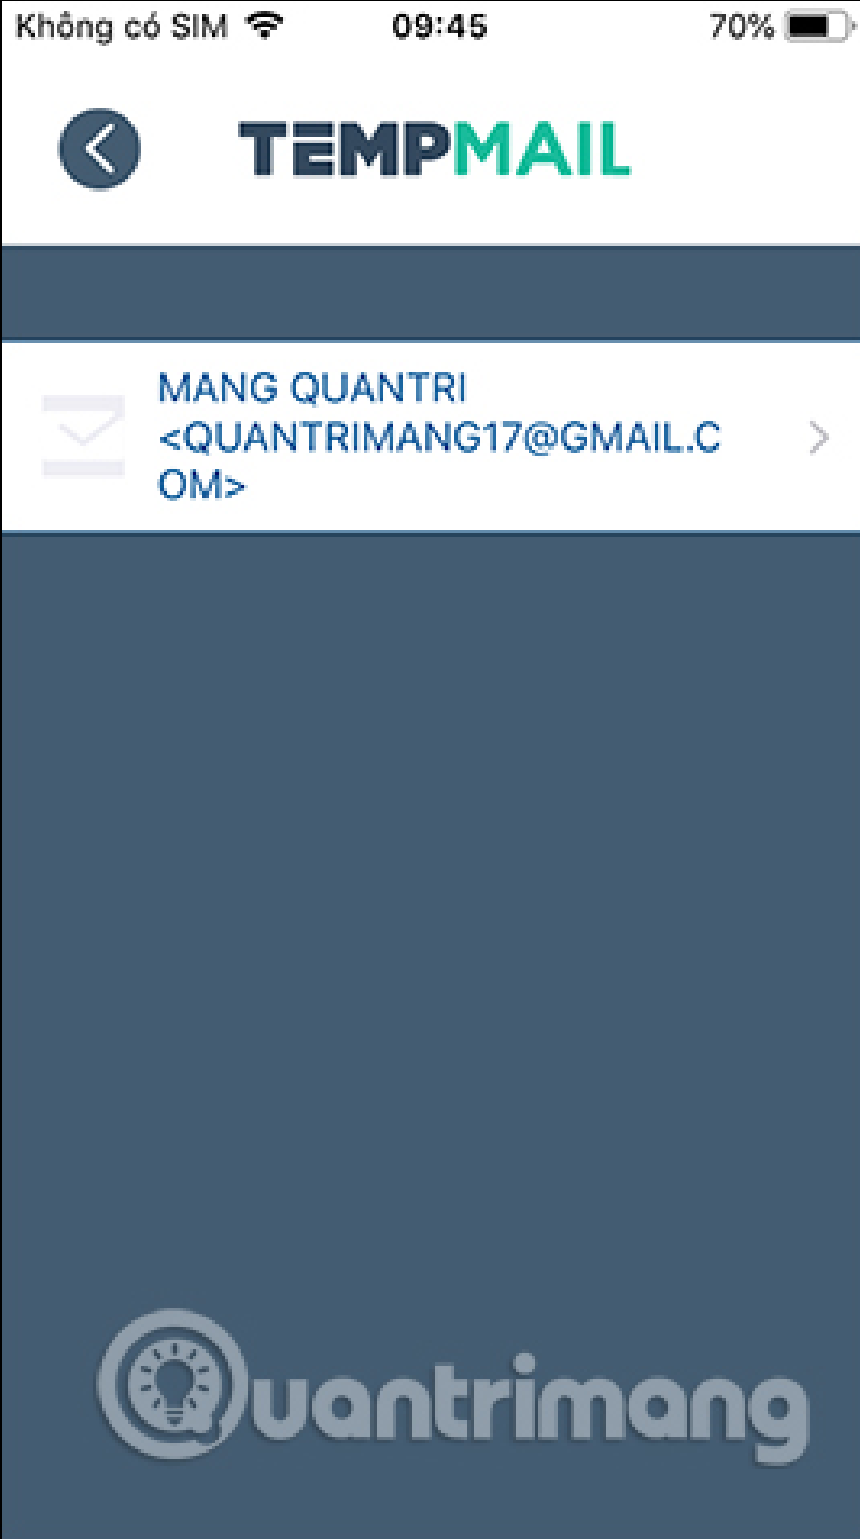 Không có SIM 09:45 70%
TEMPMAIL
MANG QUANTRI
<QUANTRIMANG17@GMAIL.C
OM>
Quantrimang